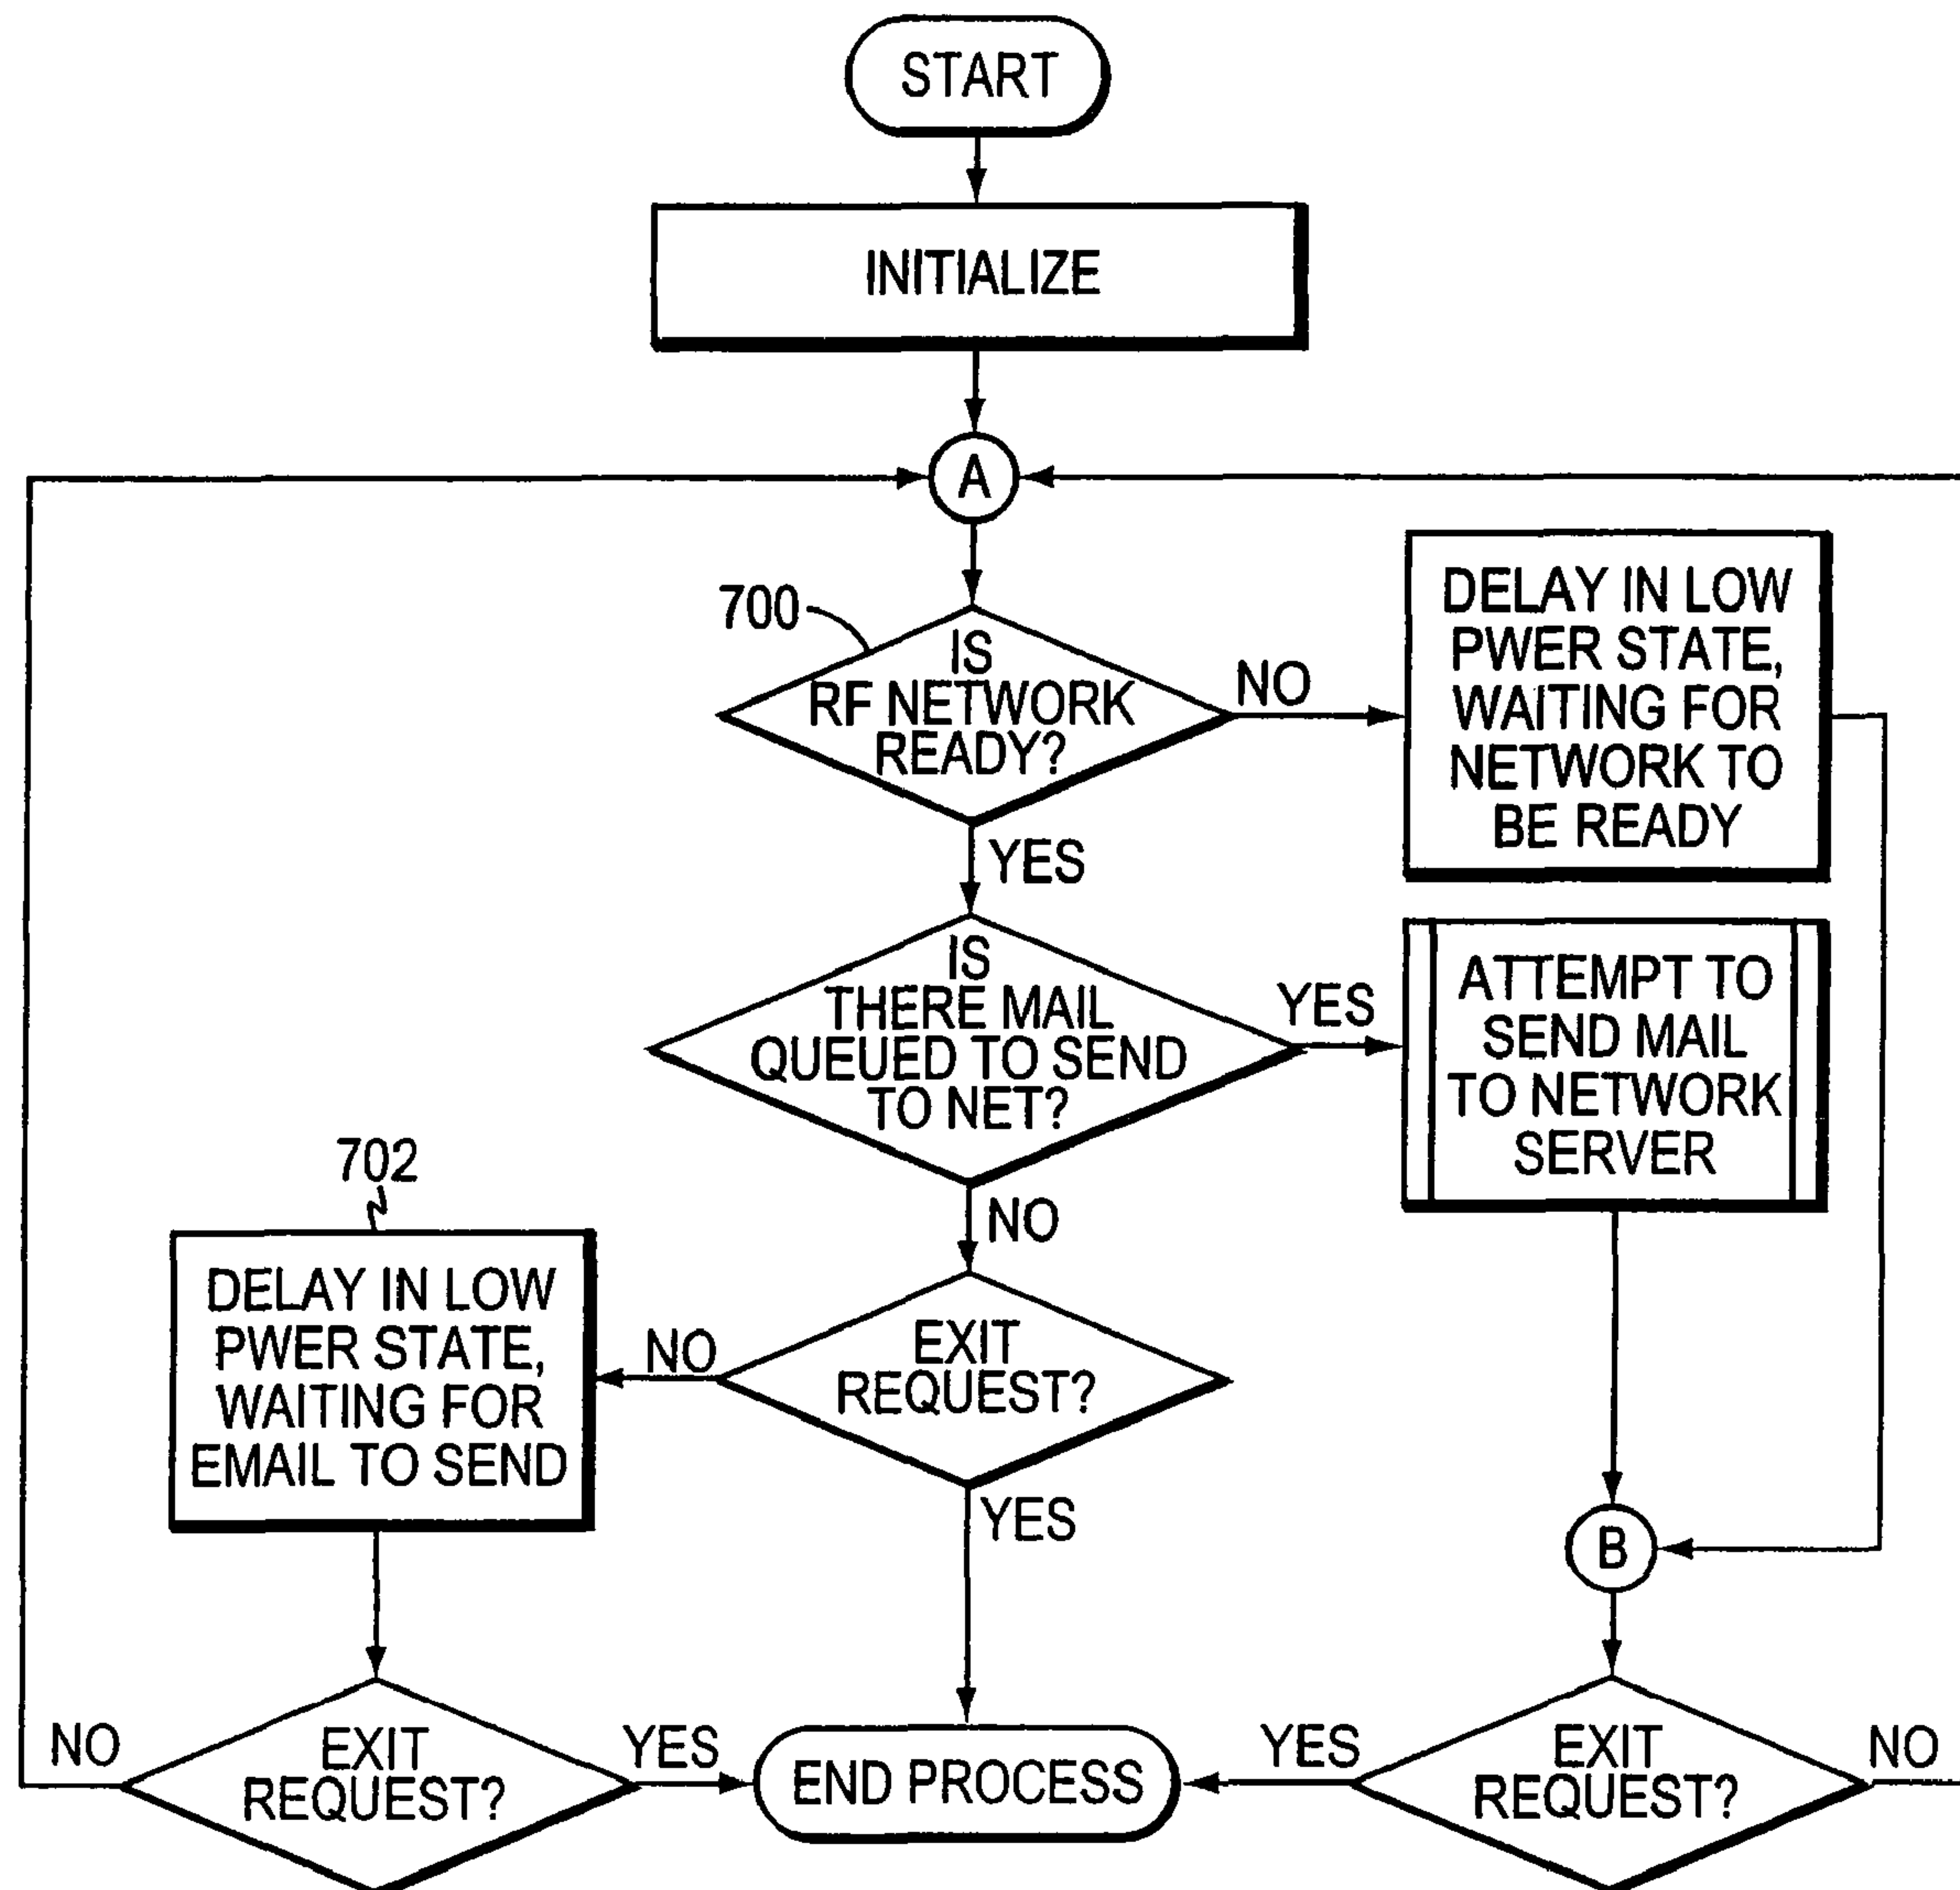 START
INITIALIZE
A
700
IS
RF NETWORK
READY?
NO
DELAY IN LOW
PWER STATE,
WAITING FOR
NETWORK TO
BE READY
YES
IS
THERE MAIL
QUEUED TO SEND
TO NET?
YES
ATTEMPT TO
SEND MAIL
TO NETWORK
SERVER
NO
702
DELAY IN LOW
PWER STATE,
WAITING FOR
EMAIL TO SEND
NO
EXIT
REQUEST?
YES
B
NO
EXIT
REQUEST?
YES
END PROCESS
YES
EXIT
REQUEST?
NO